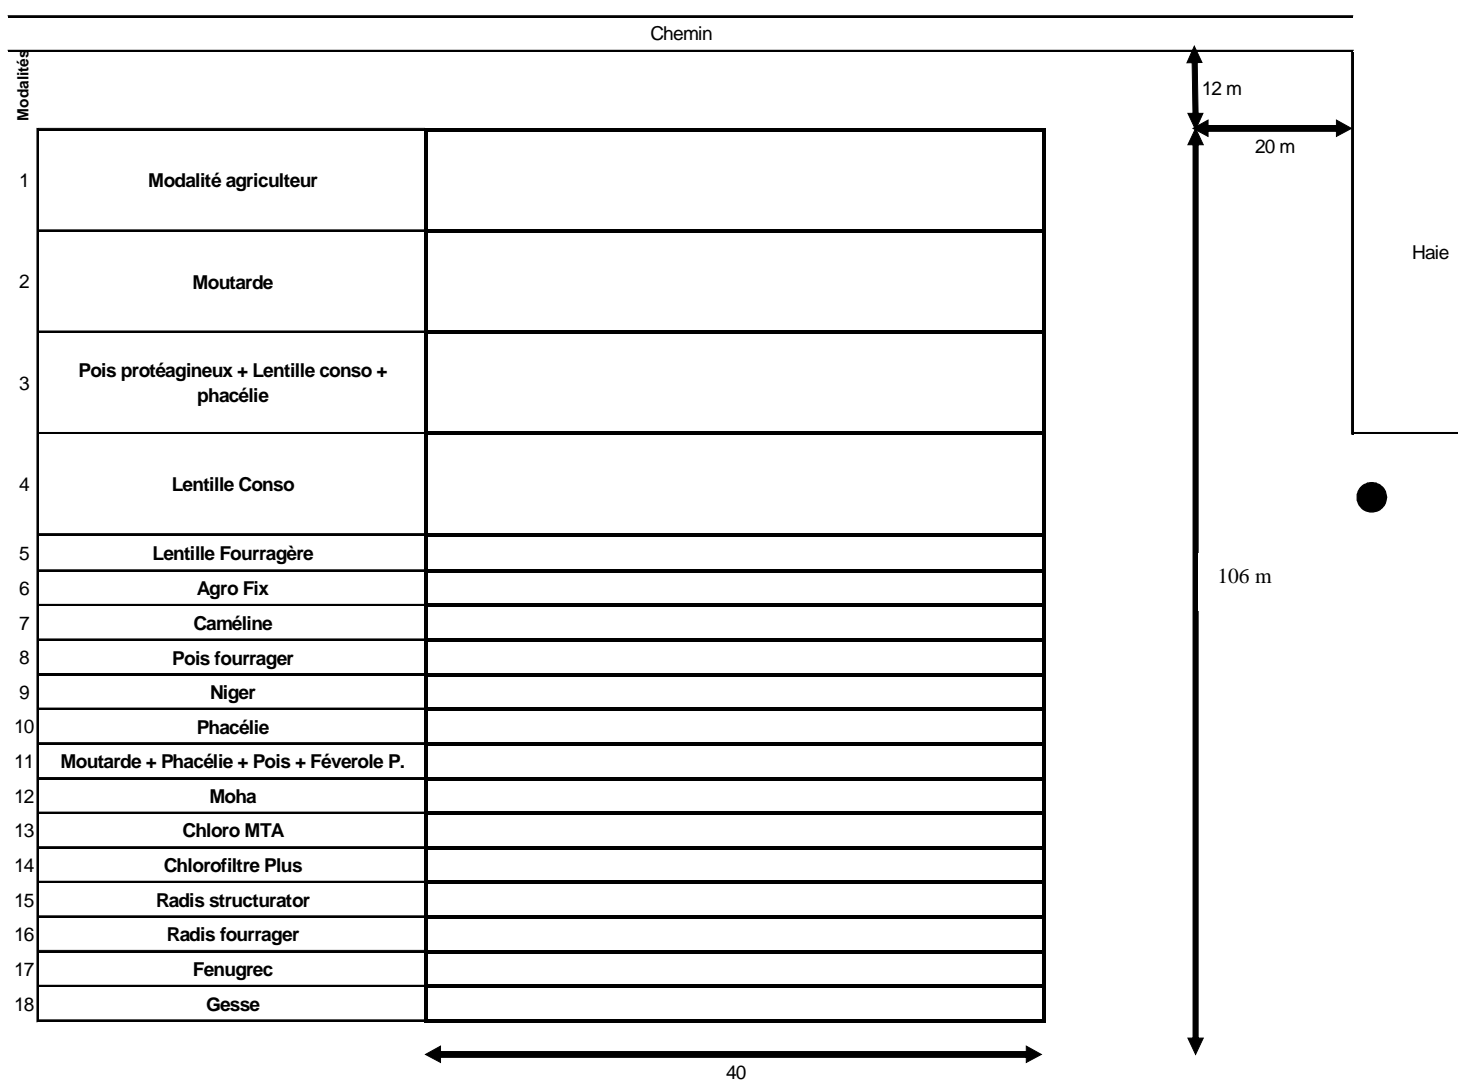 Chemin
Modalités
12 m
20 m
1 Modalité agriculteur
Haie
2 Moutarde
3 Pois protéagineux + Lentille conso +
phacélie
4 Lentille Conso
5 Lentille Fourragère
6 Agro Fix
106 m
7 Caméline
8 Pois fourrager
9 Niger
10 Phacélie
11 Moutarde + Phacélie + Pois + Féverole P.
12 Moha
13 Chloro MTA
14 Chlorofiltre Plus
15 Radis structurator
16 Radis fourrager
17 Fenugrec
18 Gesse
40